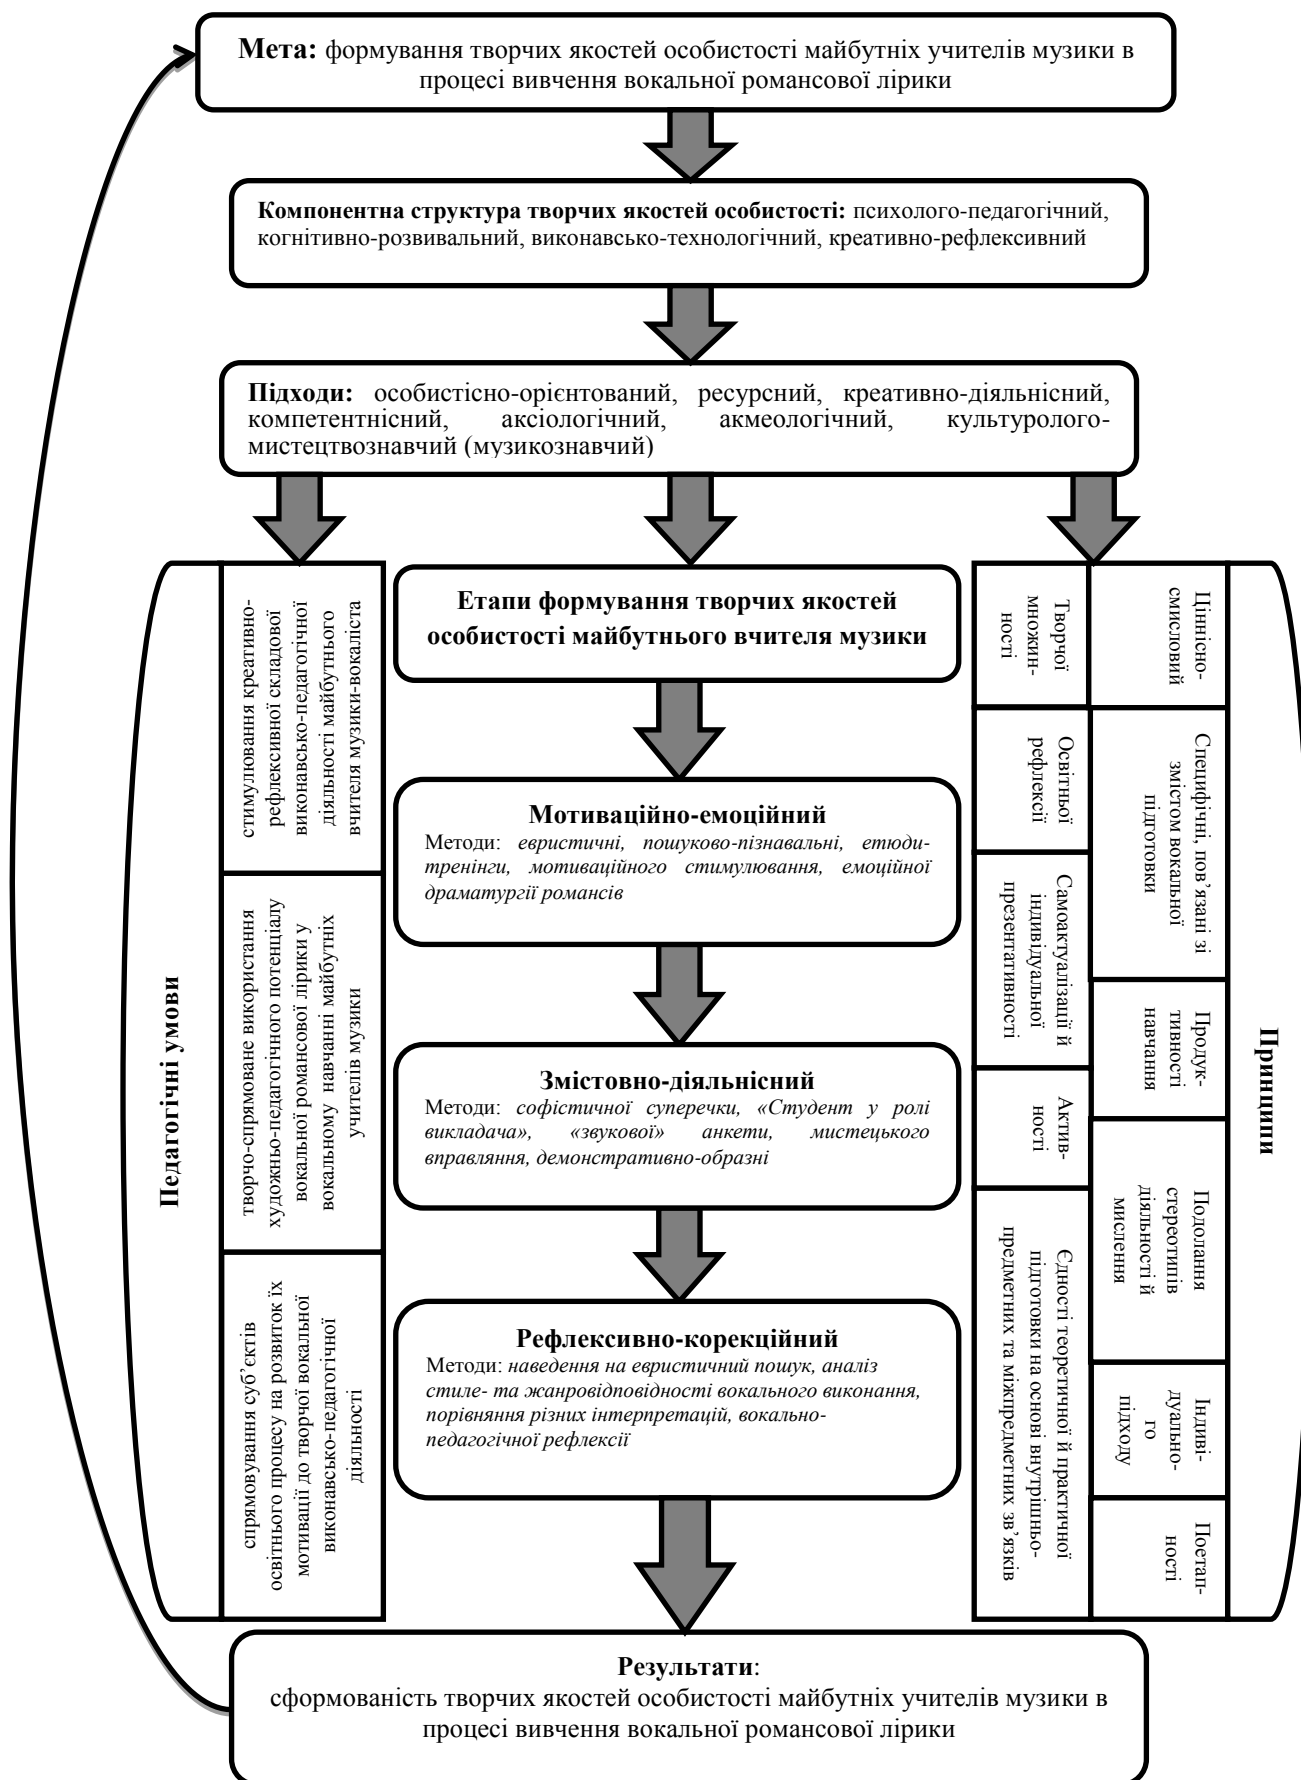 Мета: формування творчих якостей особистості майбутніх учителів музики в
процесі вивчення вокальної романсової лірики
Компонентна структура творчих якостей особистості: психолого-педагогічний,
когнітивно-розвивальний, виконавсько-технологічний, креативно-рефлексивний
Підходи: особистісно-орієнтований, ресурсний, креативно-діяльнісний,
компетентнісний, аксіологічний, акмеологічний, культуролого-
мистецтвознавчий (музикознавчий)
Педагогічні умови
стимулювання креативно-
рефлексивної складової
виконавсько-педагогічної
діяльності майбутнього
вчителя музики-вокаліста
творчо-спрямоване використання
художньо-педагогічного потенціалу
вокальної романсової лірики у
вокальному навчанні майбутніх
учителів музики
спрямовування суб’єктів
освітнього процесу на розвиток їх
мотивації до творчої вокальної
виконавсько-педагогічної
діяльності
Етапи формування творчих якостей
особистості майбутнього вчителя музики
Мотиваційно-емоційний
Методи: евристичні, пошуково-пізнавальні, етюди-
тренінги, мотиваційного стимулювання, емоційної
драматургії романсів
Змістовно-діяльнісний
Методи: софістичної суперечки, «Студент у ролі
викладача», «звукової» анкети, мистецького
вправляння, демонстративно-образні
Рефлексивно-корекційний
Методи: наведення на евристичний пошук, аналіз
стиле- та жанровідповідності вокального виконання,
порівняння різних інтерпретацій, вокально-
педагогічної рефлексії
Творчої
множин-
ності
Освітньої
рефлексії
Самоактуалізації й
індивідуальної
презентативності
Актив-
ності
Єдності теоретичної й практичної
підготовки на основі внутрішньо-
предметних та міжпредметних зв’язків
Ціннісно-
смисловий
Специфічні, пов’язані зі
змістом вокальної
підготовки
Продук-
тивності
навчання
Подолання
стереотипів
діяльності й
мислення
Індиві-
дуально-
го
підходу
Поетап-
ності
Принципи
Результати:
сформованість творчих якостей особистості майбутніх учителів музики в
процесі вивчення вокальної романсової лірики